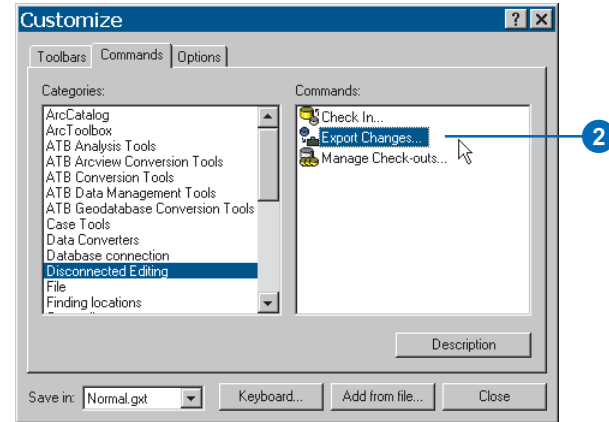 Customize
Toolbars Commands Options
Categories:
ArcCatalog
ArcToolbox
ATB Analysis Tools
ATB Arcview Conversion Tools
ATB Conversion Tools
ATB Data Management Tools
ATB Geodatabase Conversion Tools
Case Tools
Data Converters
Database connection
Disconnected Editing
File
Finding locations
Commands:
Check In...
Export Changes...
Manage Check-outs...
2
Description
Save in: Normal.gxt Keyboard... Add from file... Close